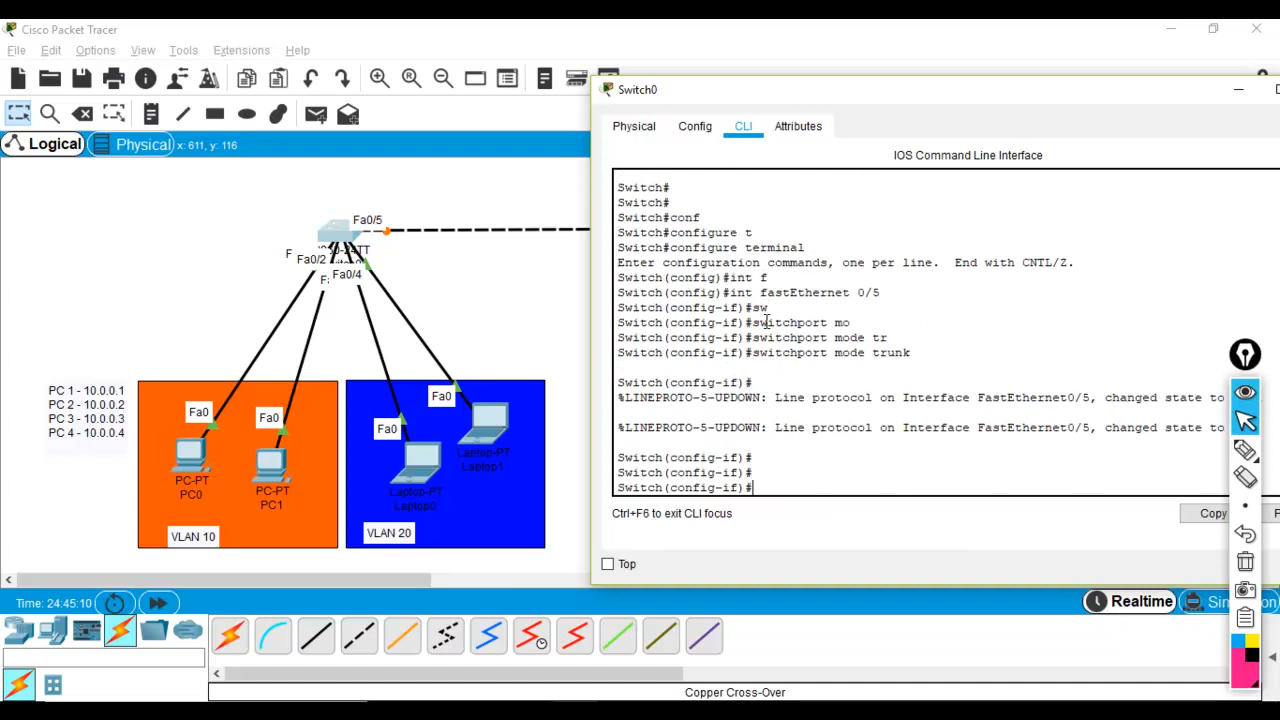 Cisco Packet Tracer
File Edit Options View Tools Extensions Help
Logical
Physical x: 611, y: 116
Fa0/5
F
Fa0/2
Fa0/4
PC 1 - 10.0.0.1
PC 2 - 10.0.0.2
PC 3 - 10.0.0.3
PC 4 - 10.0.0.4
Fa0
Fa0
Fa0
Fa0
PC-PT
PC0
PC-PT
PC1
Laptop-PT
Laptop0
Laptop-PT
Laptop1
VLAN 10
VLAN 20
Switch0
Physical Config CLI Attributes
IOS Command Line Interface
Switch#
Switch#
Switch#conf
Switch#configure t
Switch#configure terminal
Enter configuration commands, one per line. End with CNTL/Z.
Switch(config)#int f
Switch(config)#int fastEthernet 0/5
Switch(config-if)#sw
Switch(config-if)#switchport mo
Switch(config-if)#switchport mode tr
Switch(config-if)#switchport mode trunk
Switch(config-if)#
%LINEPROTO-5-UPDOWN: Line protocol on Interface FastEthernet0/5, changed state to
%LINEPROTO-5-UPDOWN: Line protocol on Interface FastEthernet0/5, changed state to
Switch(config-if)#
Switch(config-if)#
Switch(config-if)#
Ctrl+F6 to exit CLI focus
Copy
Top
Time: 24:45:10
Realtime
Copper Cross-Over